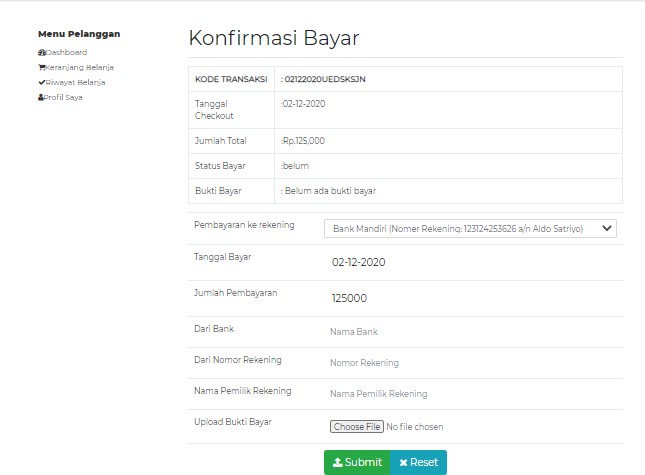 Menu Pelanggan
Dashboard
Keranjang Belanja
Riwayat Belanja
Profil Saya
Konfirmasi Bayar
KODE TRANSAKSI : 02122020UEDSKSJN
Tanggal Checkout :02-12-2020
Jumlah Total :Rp.125,000
Status Bayar :belum
Bukti Bayar : Belum ada bukti bayar
Pembayaran ke rekening Bank Mandiri (Nomer Rekening: 123124253626 a/n Aldo Satriyo)
Tanggal Bayar 02-12-2020
Jumlah Pembayaran 125000
Dari Bank Nama Bank
Dari Nomor Rekening Nomor Rekening
Nama Pemilik Rekening Nama Pemilik Rekening
Upload Bukti Bayar Choose File No file chosen
Submit Reset